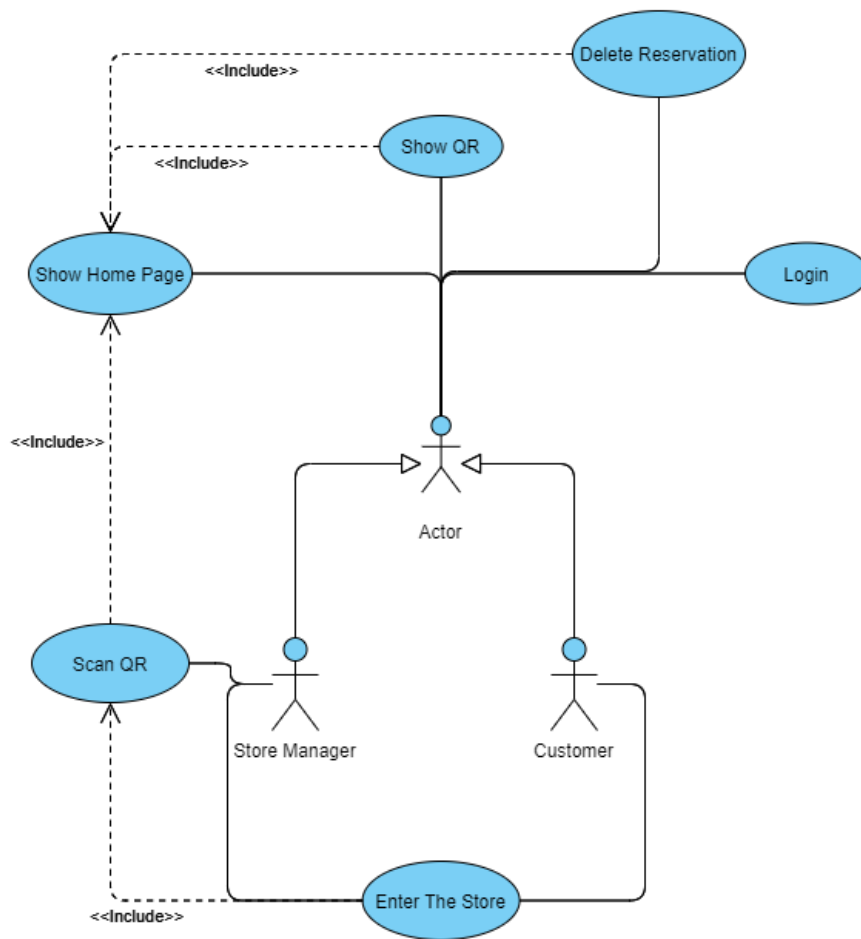 Delete Reservation
<<Include>>
Show QR
<<Include>>
Show Home Page
Login
<<Include>>
Actor
Scan QR
Store Manager
Customer
Enter The Store
<<Include>>